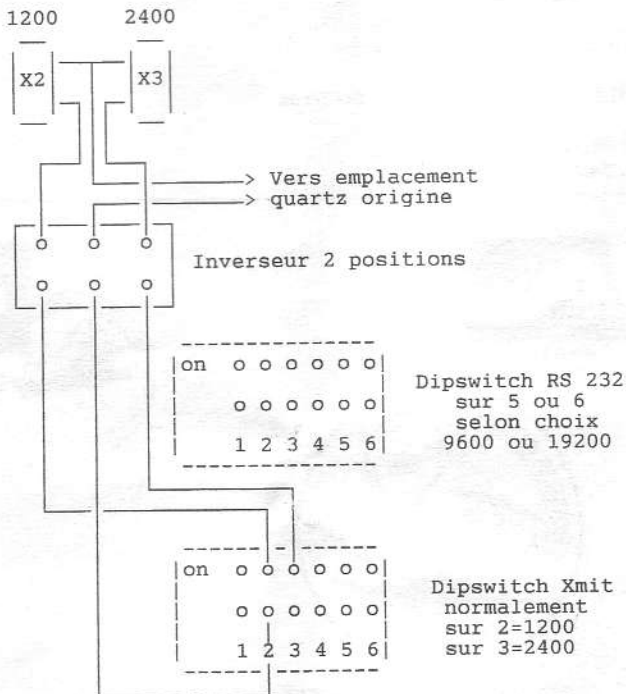 1200 2400
X2 X3
> Vers emplacement
> quartz origine
o o o
Inverseur 2 positions
o o o
on o o o o o o
Dipswitch RS 232
o o o o o o
sur 5 ou 6
selon choix
1 2 3 4 5 6
9600 ou 19200
on o o o o o o
Dipswitch Xmit
o o o o o o
normalement
sur 2=1200
1 2 3 4 5 6
sur 3=2400